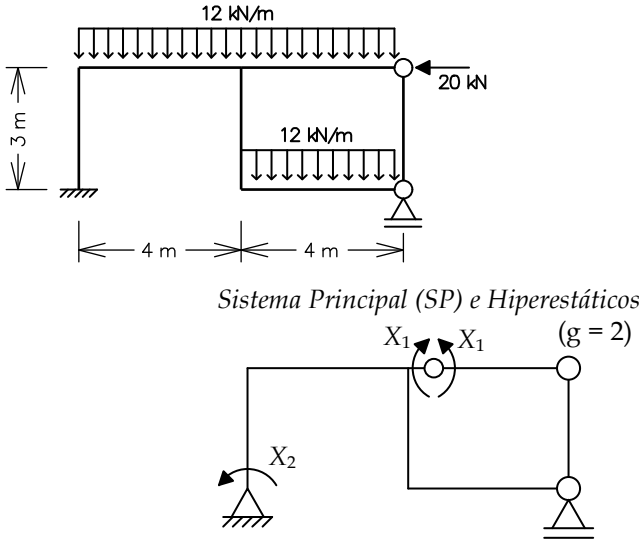 12 kN/m
20 kN
3 m
12 kN/m
4 m
4 m
Sistema Principal (SP) e Hiperestáticos
(g = 2)
X₁ X₁
X₂